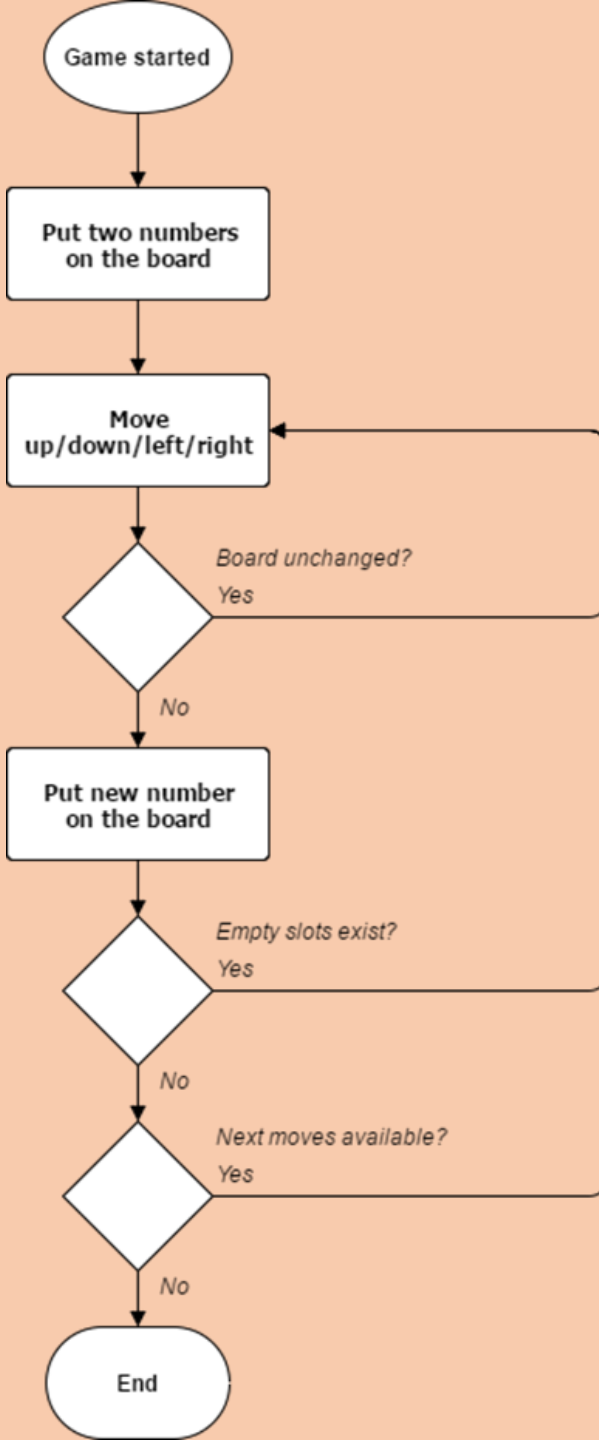 Game started
Put two numbers
on the board
Move
up/down/left/right
Board unchanged?
Yes
No
Put new number
on the board
Empty slots exist?
Yes
No
Next moves available?
Yes
No
End